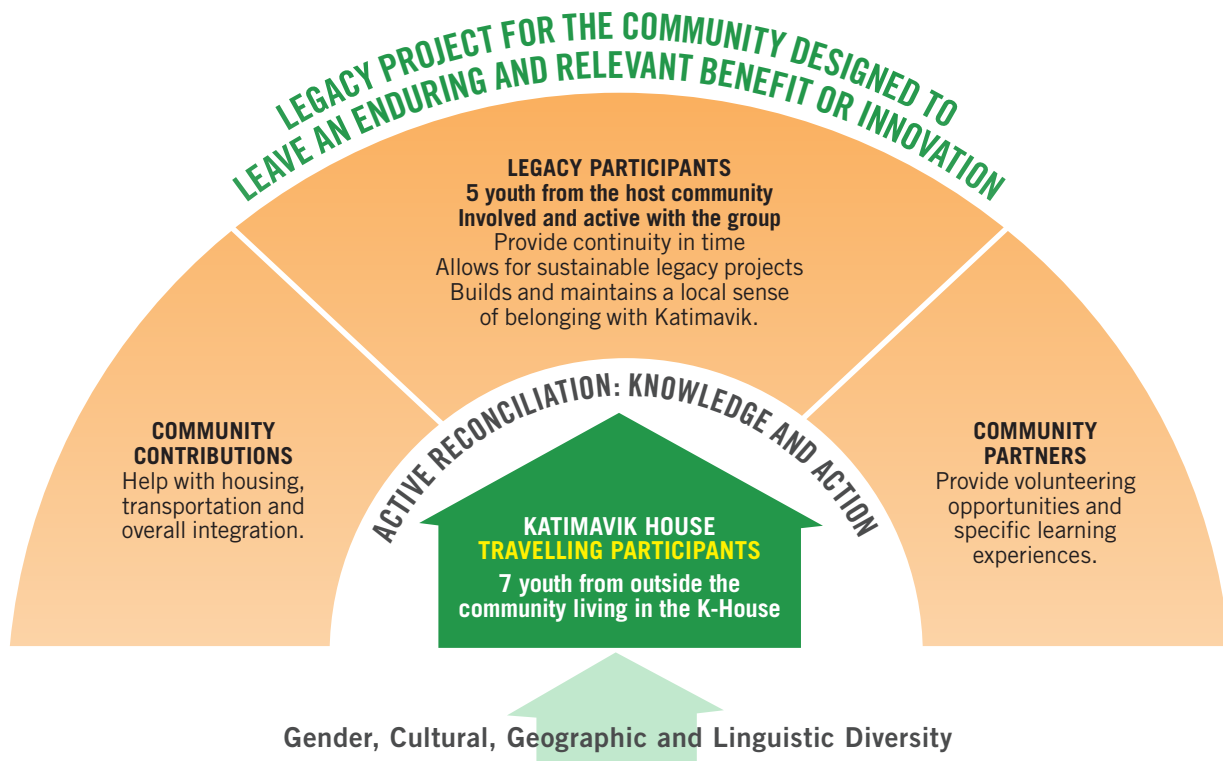 LEGACY PROJECT FOR THE COMMUNITY DESIGNED TO
LEAVE AN ENDURING AND RELEVANT BENEFIT OR INNOVATION
LEGACY PARTICIPANTS
5 youth from the host community
Involved and active with the group
Provide continuity in time
Allows for sustainable legacy projects
Builds and maintains a local sense
of belonging with Katimavik.
COMMUNITY
CONTRIBUTIONS
Help with housing,
transportation and
overall integration.
ACTIVE RECONCILIATION: KNOWLEDGE AND ACTION
KATIMAVIK HOUSE
TRAVELLING PARTICIPANTS
7 youth from outside the
community living in the K-House
COMMUNITY
PARTNERS
Provide volunteering
opportunities and
specific learning
experiences.
Gender, Cultural, Geographic and Linguistic Diversity